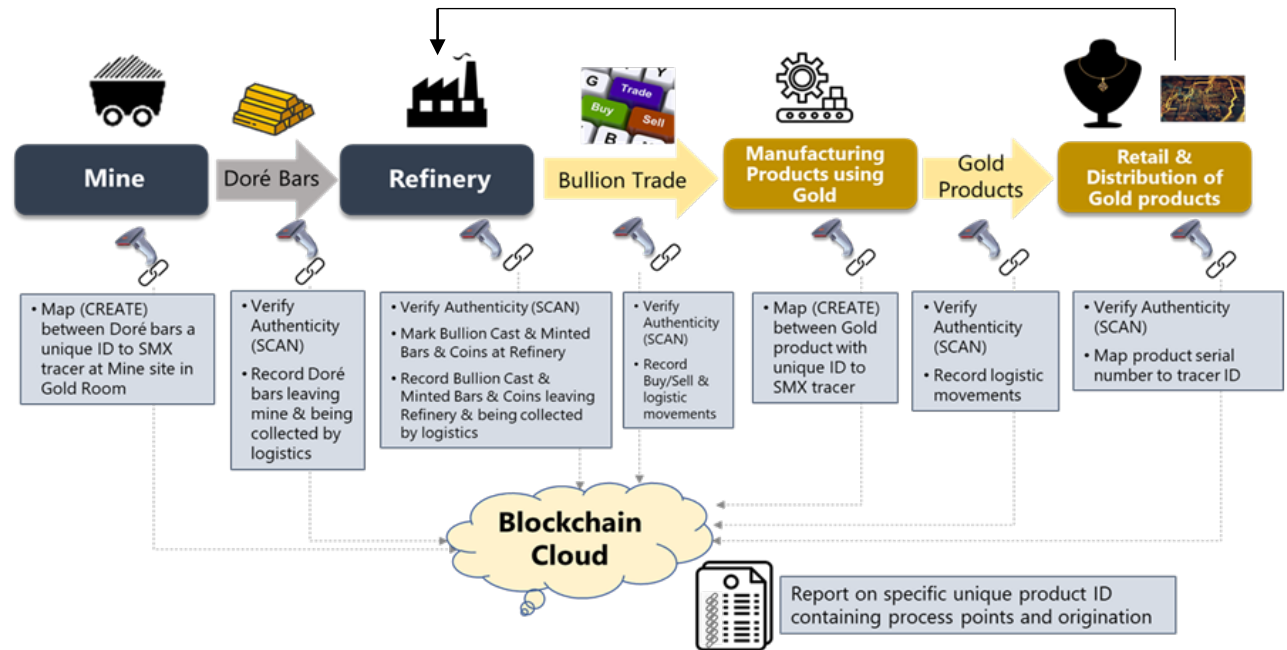 G
Y
Trade
Buy
Sell
B
N
Mine
Doré Bars
Refinery
Bullion Trade
Manufacturing
Products using
Gold
Gold
Products
Retail &
Distribution of
Gold products
• Map (CREATE)
between Doré bars a
unique ID to SMX
tracer at Mine site in
Gold Room
• Verify
Authenticity
(SCAN)
• Record Doré
bars leaving
mine & being
collected by
logistics
• Verify Authenticity (SCAN)
• Mark Bullion Cast & Minted
Bars & Coins at Refinery
• Record Bullion Cast &
Minted Bars & Coins leaving
Refinery & being collected
by logistics
• Verify
Authenticity
(SCAN)
• Record
Buy/Sell &
logistic
movements
• Map (CREATE)
between Gold
product with
unique ID to
SMX tracer
• Verify
Authenticity
(SCAN)
• Record logistic
movements
• Verify Authenticity
(SCAN)
• Map product serial
number to tracer ID
Blockchain
Cloud
Report on specific unique product ID
containing process points and origination